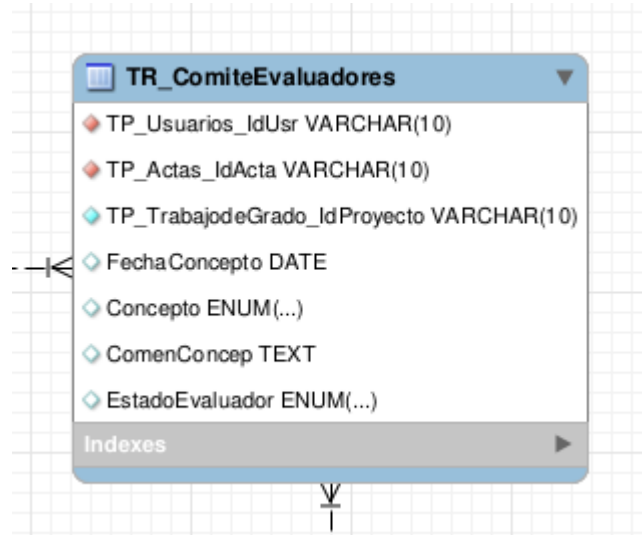 TR_ComiteEvaluadores
TP_Usuarios_IdUsr VARCHAR(10)
TP_Actas_IdActa VARCHAR(10)
TP_TrabajodeGrado_IdProyecto VARCHAR(10)
FechaConcepto DATE
Concepto ENUM(...)
ComenConcep TEXT
EstadoEvaluador ENUM(...)
Indexes